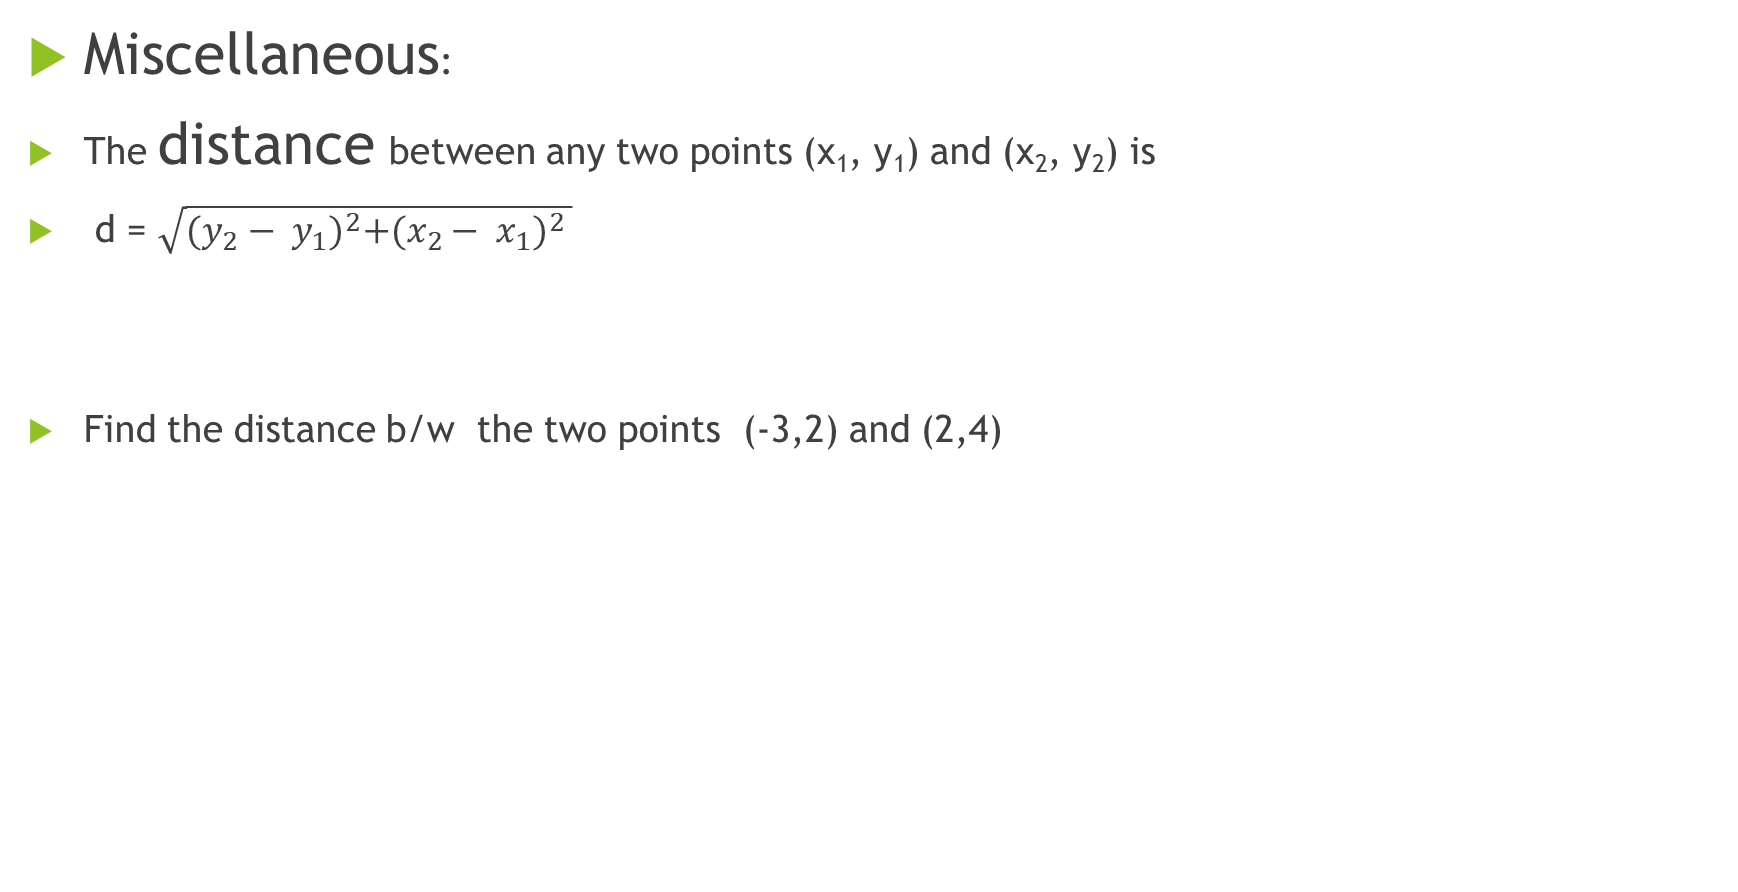 Miscellaneous:
The distance between any two points (x₁, y₁) and (x₂, y₂) is
d = √(y₂ − y₁)²+(x₂ − x₁)²
Find the distance b/w the two points (-3,2) and (2,4)